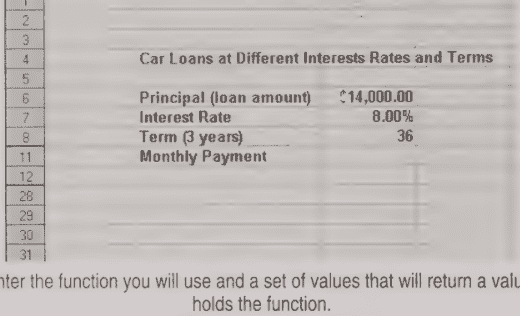 2
3
4 Car Loans at Different Interests Rates and Terms
5
6 Principal (loan amount) $14,000.00
7 Interest Rate 8.00%
8 Term (3 years) 36
11 Monthly Payment
12
28
29
30
31
nter the function you will use and a set of values that will return a valu
holds the function.